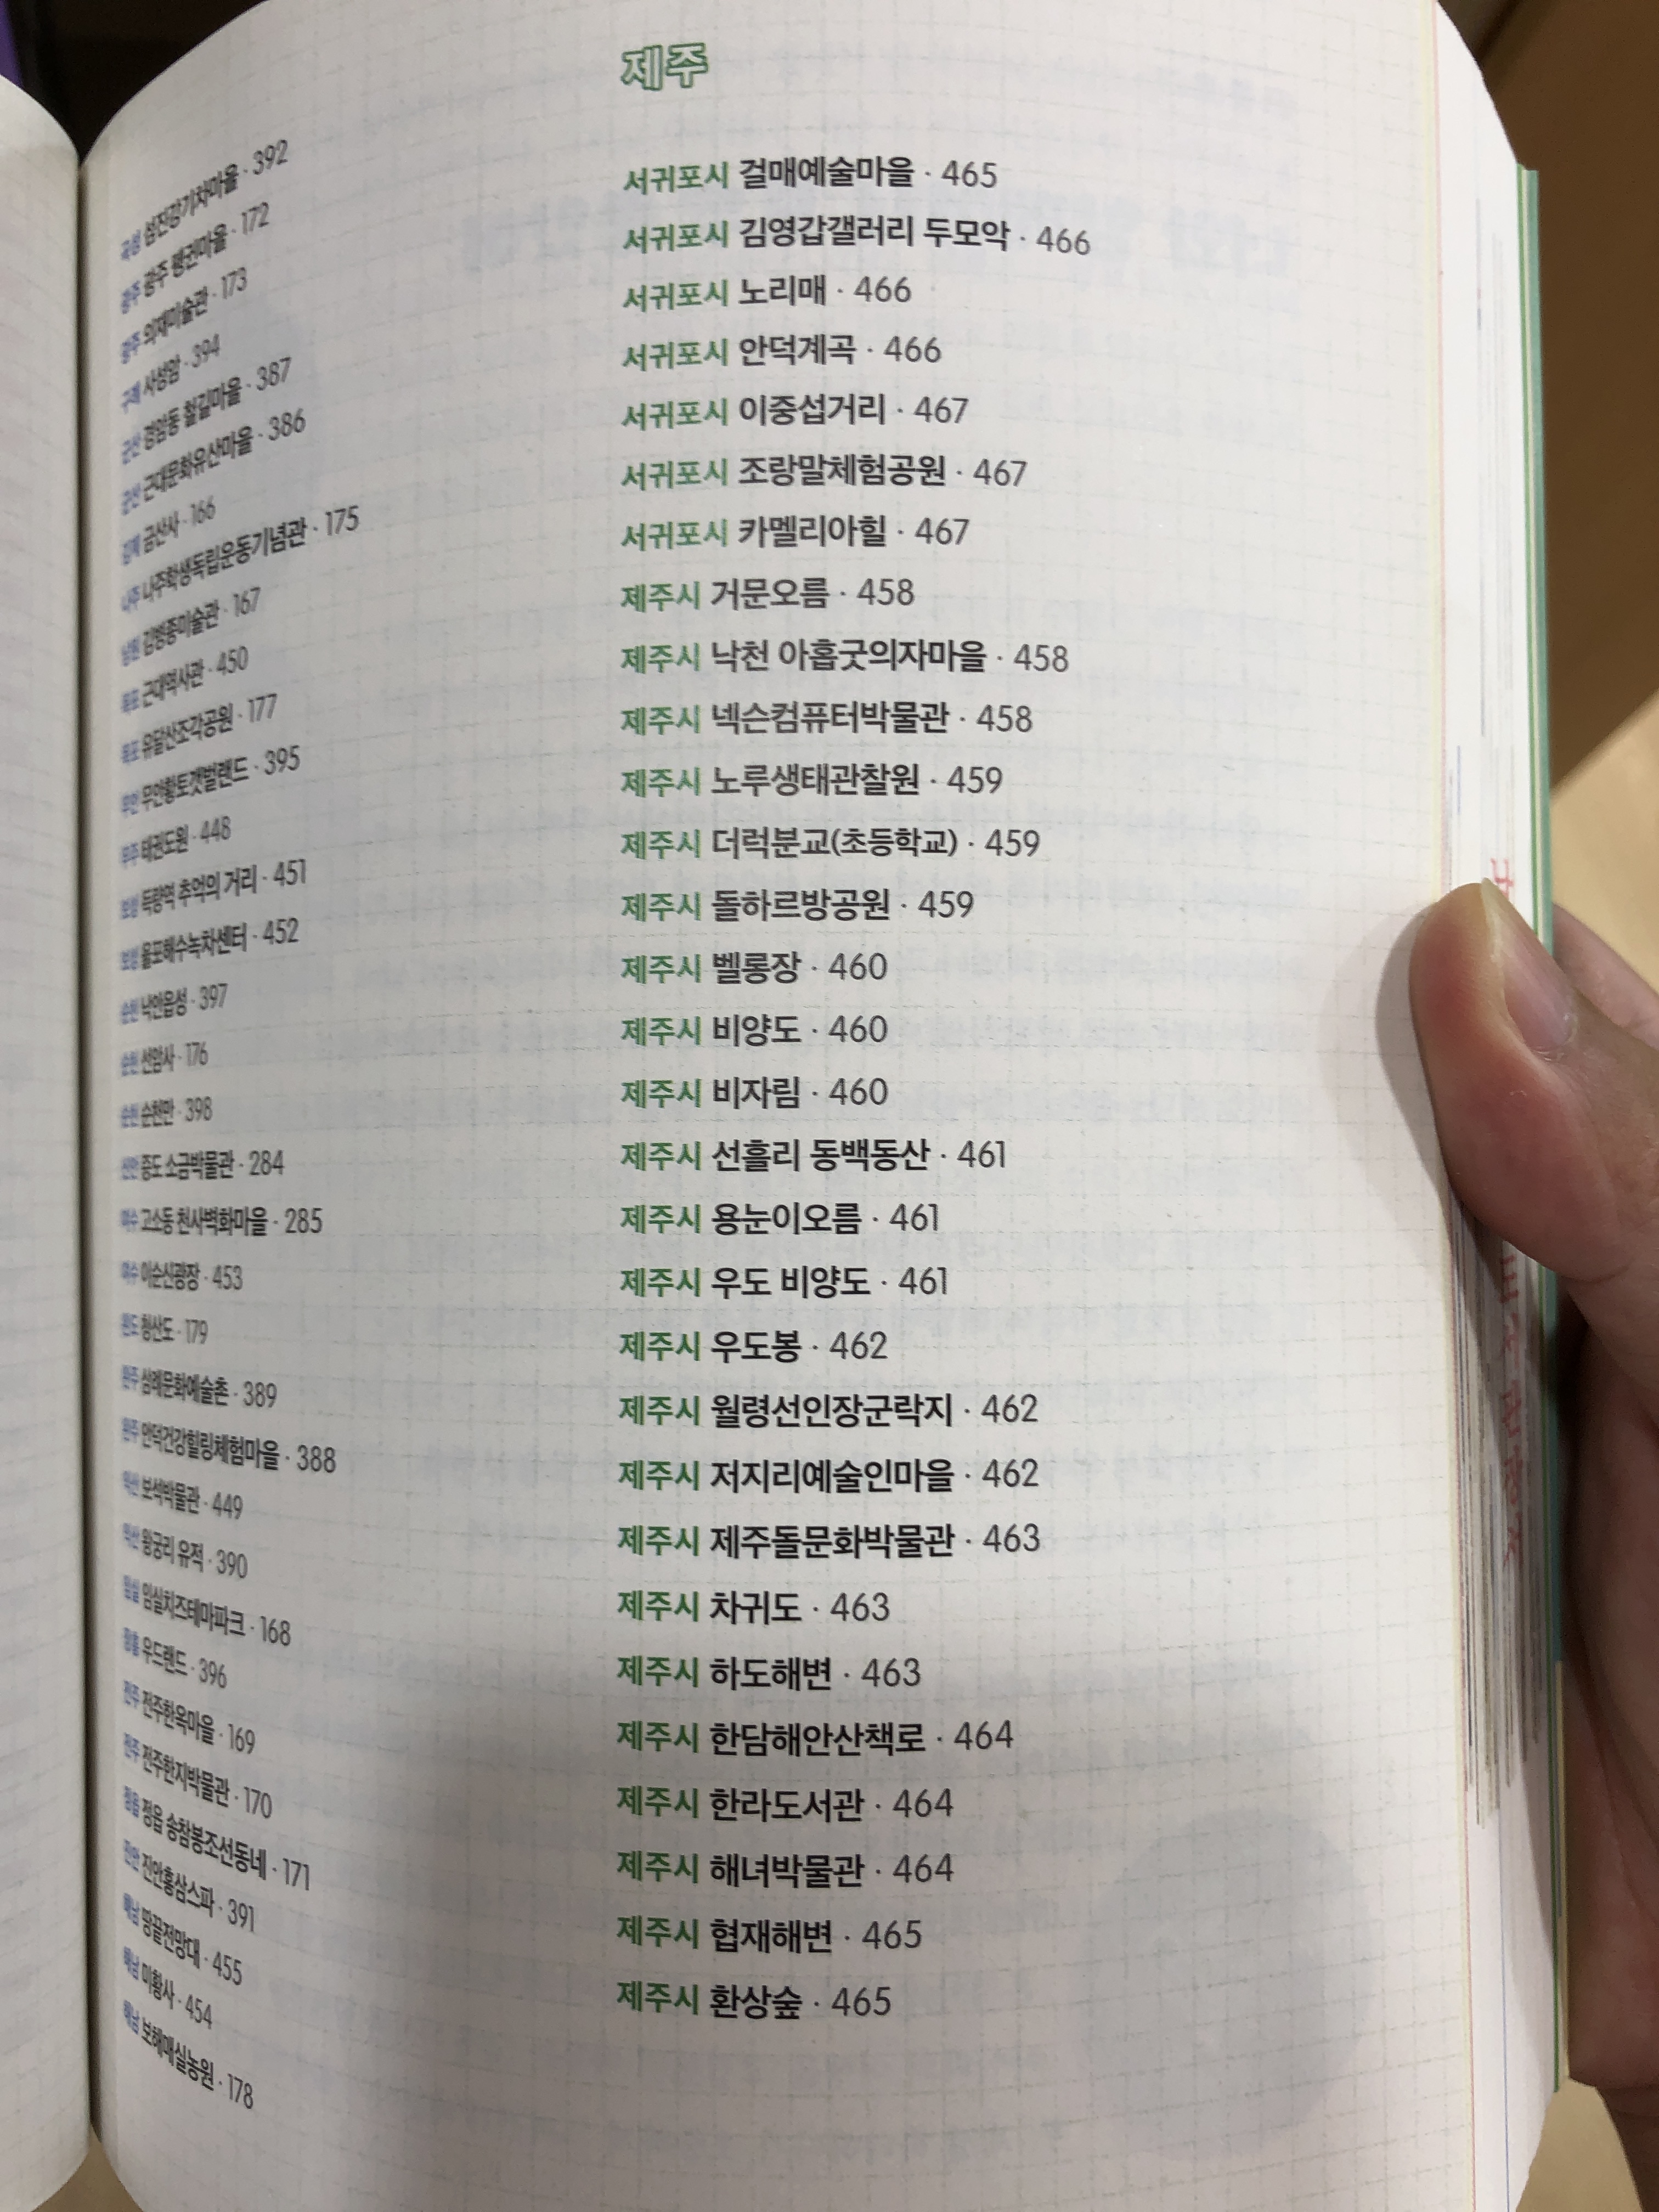 곡성 섬진강기차마을 · 392
광주 광주 펭귄마을 · 172
광주 의재미술관 · 173
구례 사성암 · 394
군산 경암동 철길마을 · 387
군산 근대문화유산마을 · 386
김제 금산사 · 166
나주 나주학생독립운동기념관 · 175
남원 김병종미술관 · 167
목포 근대역사관 · 450
목포 유달산조각공원 · 177
무안 무안황토갯벌랜드 · 395
무주 태권도원 · 448
보성 득량역 추억의 거리 · 451
보성 율포해수녹차센터 · 452
순천 낙안읍성 · 397
순천 선암사 · 176
순천 순천만 · 398
신안 증도 소금박물관 · 284
여수 고소동 천사벽화마을 · 285
여수 이순신광장 · 453
완도 청산도 · 179
완주 삼례문화예술촌 · 389
완주 안덕건강힐링체험마을 · 388
익산 보석박물관 · 449
익산 왕궁리 유적 · 390
임실 임실치즈테마파크 · 168
장흥 우드랜드 · 396
전주 전주한옥마을 · 169
전주 전주한지박물관 · 170
정읍 정읍 송참봉조선동네 · 171
진안 진안홍삼스파 · 391
해남 땅끝전망대 · 455
해남 미황사 · 454
해남 보해매실농원 · 178
제주
서귀포시 걸매예술마을 · 465
서귀포시 김영갑갤러리 두모악 · 466
서귀포시 노리매 · 466
서귀포시 안덕계곡 · 466
서귀포시 이중섭거리 · 467
서귀포시 조랑말체험공원 · 467
서귀포시 카멜리아힐 · 467
제주시 거문오름 · 458
제주시 낙천 아홉굿의자마을 · 458
제주시 넥슨컴퓨터박물관 · 458
제주시 노루생태관찰원 · 459
제주시 더럭분교(초등학교) · 459
제주시 돌하르방공원 · 459
제주시 벨롱장 · 460
제주시 비양도 · 460
제주시 비자림 · 460
제주시 선흘리 동백동산 · 461
제주시 용눈이오름 · 461
제주시 우도 비양도 · 461
제주시 우도봉 · 462
제주시 월령선인장군락지 · 462
제주시 저지리예술인마을 · 462
제주시 제주돌문화박물관 · 463
제주시 차귀도 · 463
제주시 하도해변 · 463
제주시 한담해안산책로 · 464
제주시 한라도서관 · 464
제주시 해녀박물관 · 464
제주시 협재해변 · 465
제주시 환상숲 · 465